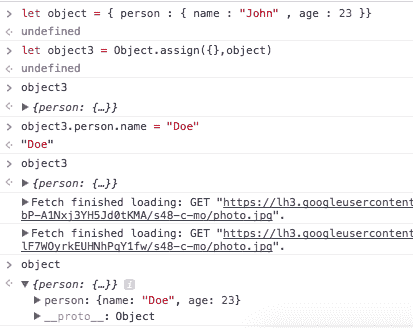 > let object = { person : { name : "John" , age : 23 }}
undefined
> let object3 = Object.assign({},object)
undefined
> object3
▶ {person: {…}}
> object3.person.name = "Doe"
"Doe"
> object3
▶ {person: {…}}
▶ Fetch finished loading: GET "https://lh3.googleusercontent
bP-A1Nxj3YH5Jd0tKMA/s48-c-mo/photo.jpg".
▶ Fetch finished loading: GET "https://lh3.googleusercontent
lF7WOyrkEUHNhPqY1fw/s48-c-mo/photo.jpg".
> object
▼ {person: {…}} i
▶ person: {name: "Doe", age: 23}
▶ __proto__: Object